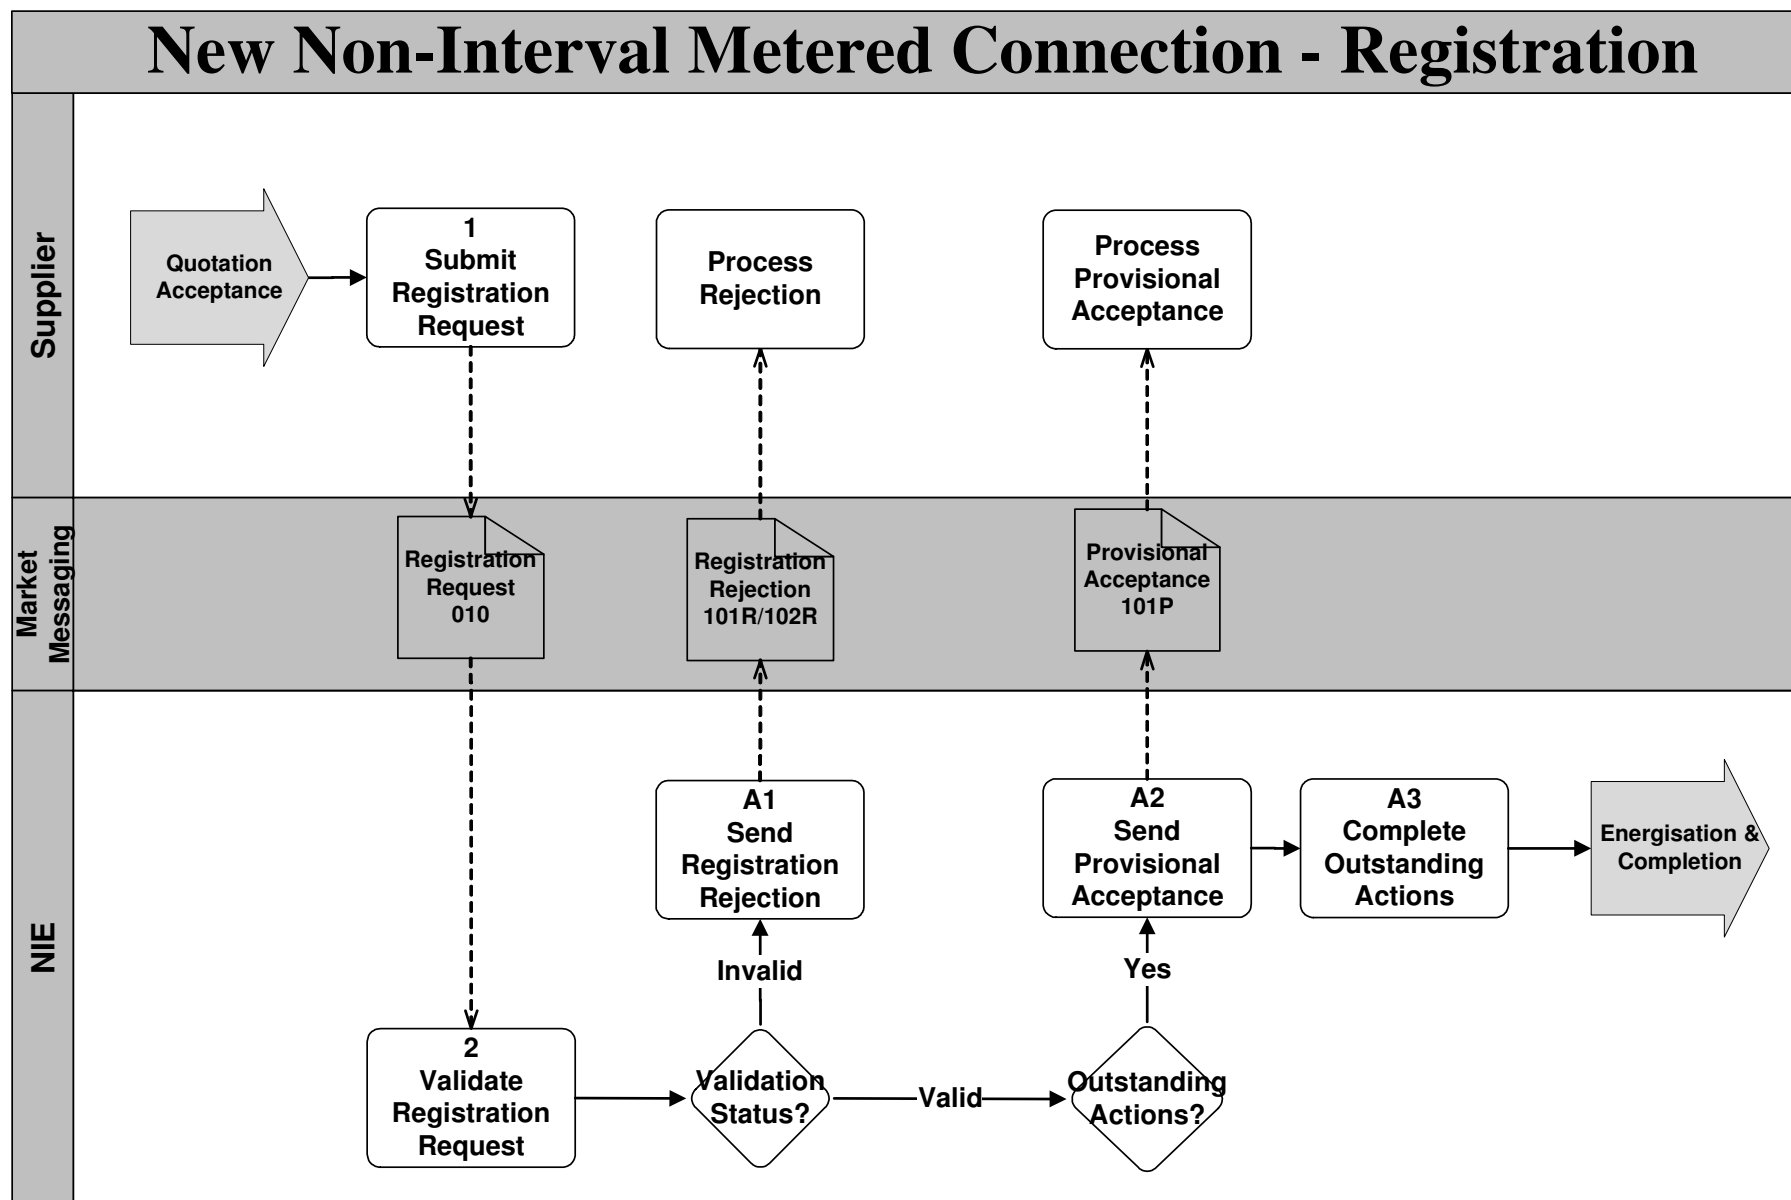 New Non-Interval Metered Connection - Registration
Supplier
Quotation
Acceptance
1
Submit
Registration
Request
Process
Rejection
Process
Provisional
Acceptance
Market
Messaging
Registration
Request
010
Registration
Rejection
101R/102R
Provisional
Acceptance
101P
NIE
A1
Send
Registration
Rejection
A2
Send
Provisional
Acceptance
A3
Complete
Outstanding
Actions
Energisation &
Completion
Invalid
Yes
2
Validate
Registration
Request
Validation
Status?
Valid
Outstanding
Actions?